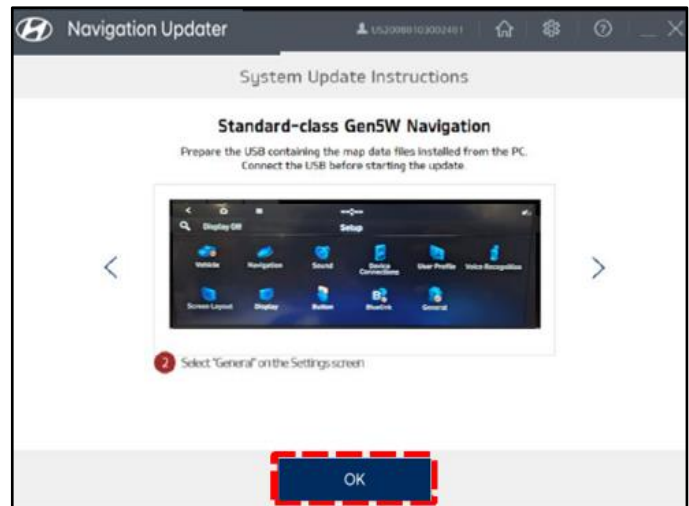 Navigation Updater
System Update Instructions
Standard-class Gen5W Navigation
Prepare the USB containing the map data files installed from the PC.
Connect the USB before starting the update
Display Off
Setup
Vehicle Navigation Sound Device Connections User Profile Voice Recognition
Screen Layout Display Button Bluelink General
2 Select "General" on the Settings screen
OK